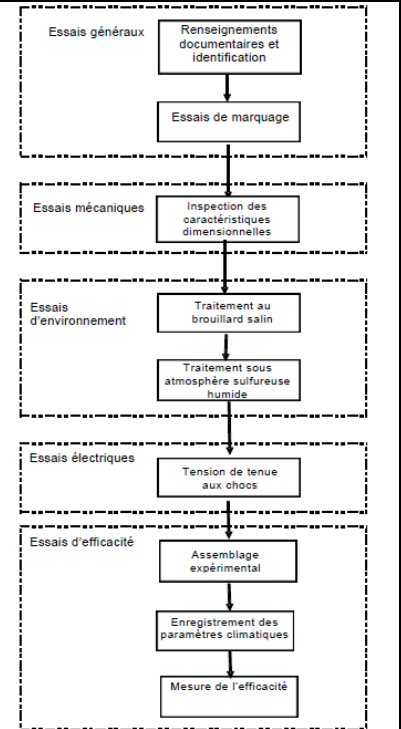 Essais généraux
Renseignements
documentaires et
identification
Essais de marquage
Essais mécaniques
Inspection des
caractéristiques
dimensionnelles
Essais
d'environnement
Traitement au
brouillard salin
Traitement sous
atmosphère sulfureuse
humide
Essais électriques
Tension de tenue
aux chocs
Essais d'efficacité
Assemblage
expérimental
Enregistrement des
paramètres climatiques
Mesure de l'efficacité